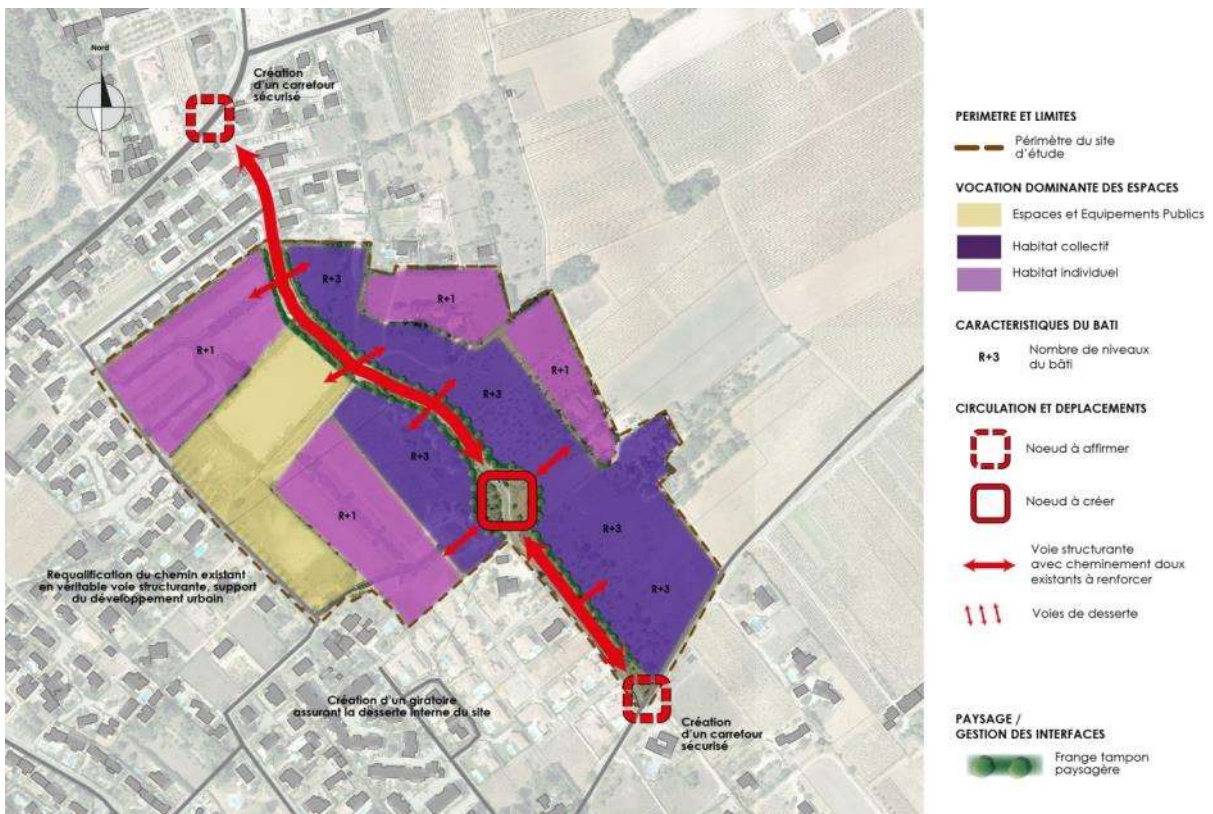 Nord
Création
d'un carrefour
sécurisé
R+3
R+1
R+1
R+1
R+3
R+3
R+1
R+3
R+3
Requalification du chemin existant
en véritable voie structurante, support
du développement urbain
Création d'un giratoire
assurant la desserte interne du site
Création
d'un carrefour
sécurisé
PERIMETRE ET LIMITES
Périmètre du site
d'étude
VOCATION DOMINANTE DES ESPACES
Espaces et Equipements Publics
Habitat collectif
Habitat individuel
CARACTERISTIQUES DU BATI
R+3
Nombre de niveaux
du bâti
CIRCULATION ET DEPLACEMENTS
Noeud à affirmer
Noeud à créer
Voie structurante
avec cheminement doux
existants à renforcer
Voies de desserte
PAYSAGE /
GESTION DES INTERFACES
Frange tampon
paysagère